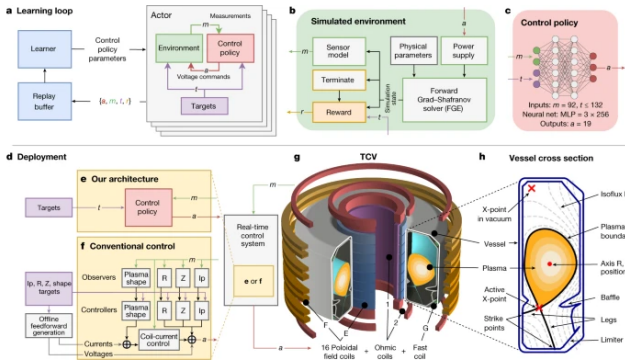 a Learning loop
Learner
Replay
buffer
Control
policy
parameters
{a, m, t, r}
Actor
m Measurements
Environment
Control
policy
a
Voltage commands
t
Targets
b Simulated environment
a
m
Sensor
model
Physical
parameters
Power
supply
Terminate
Reward
r
Simulation
state
t
Forward
Grad–Shafranov
solver (FGE)
c Control policy
m
t
a
Inputs: m = 92, t ≤ 132
Neural net: MLP = 3 × 256
Outputs: a = 19
d Deployment
e Our architecture
Targets
t
Control
policy
m
a
f Conventional control
m
Observers
Plasma
shape
R
Z
Ip
Ip, R, Z, shape
targets
Controllers
Plasma
shape
R
Z
Ip
Offline
feedforward
generation
Coil-current
control
Currents
Voltages
a
m
Real-time
control
system
e or f
a
g TCV
F
E
1
2
G
16 Poloidal
field coils
+
Ohmic
coils
+
Fast
coil
h Vessel cross section
X-point
in vacuum
Vessel
Plasma
Active
X-point
Strike
points
Isoflux
Plasma
Axis R,
Baffle
Legs
Limiter